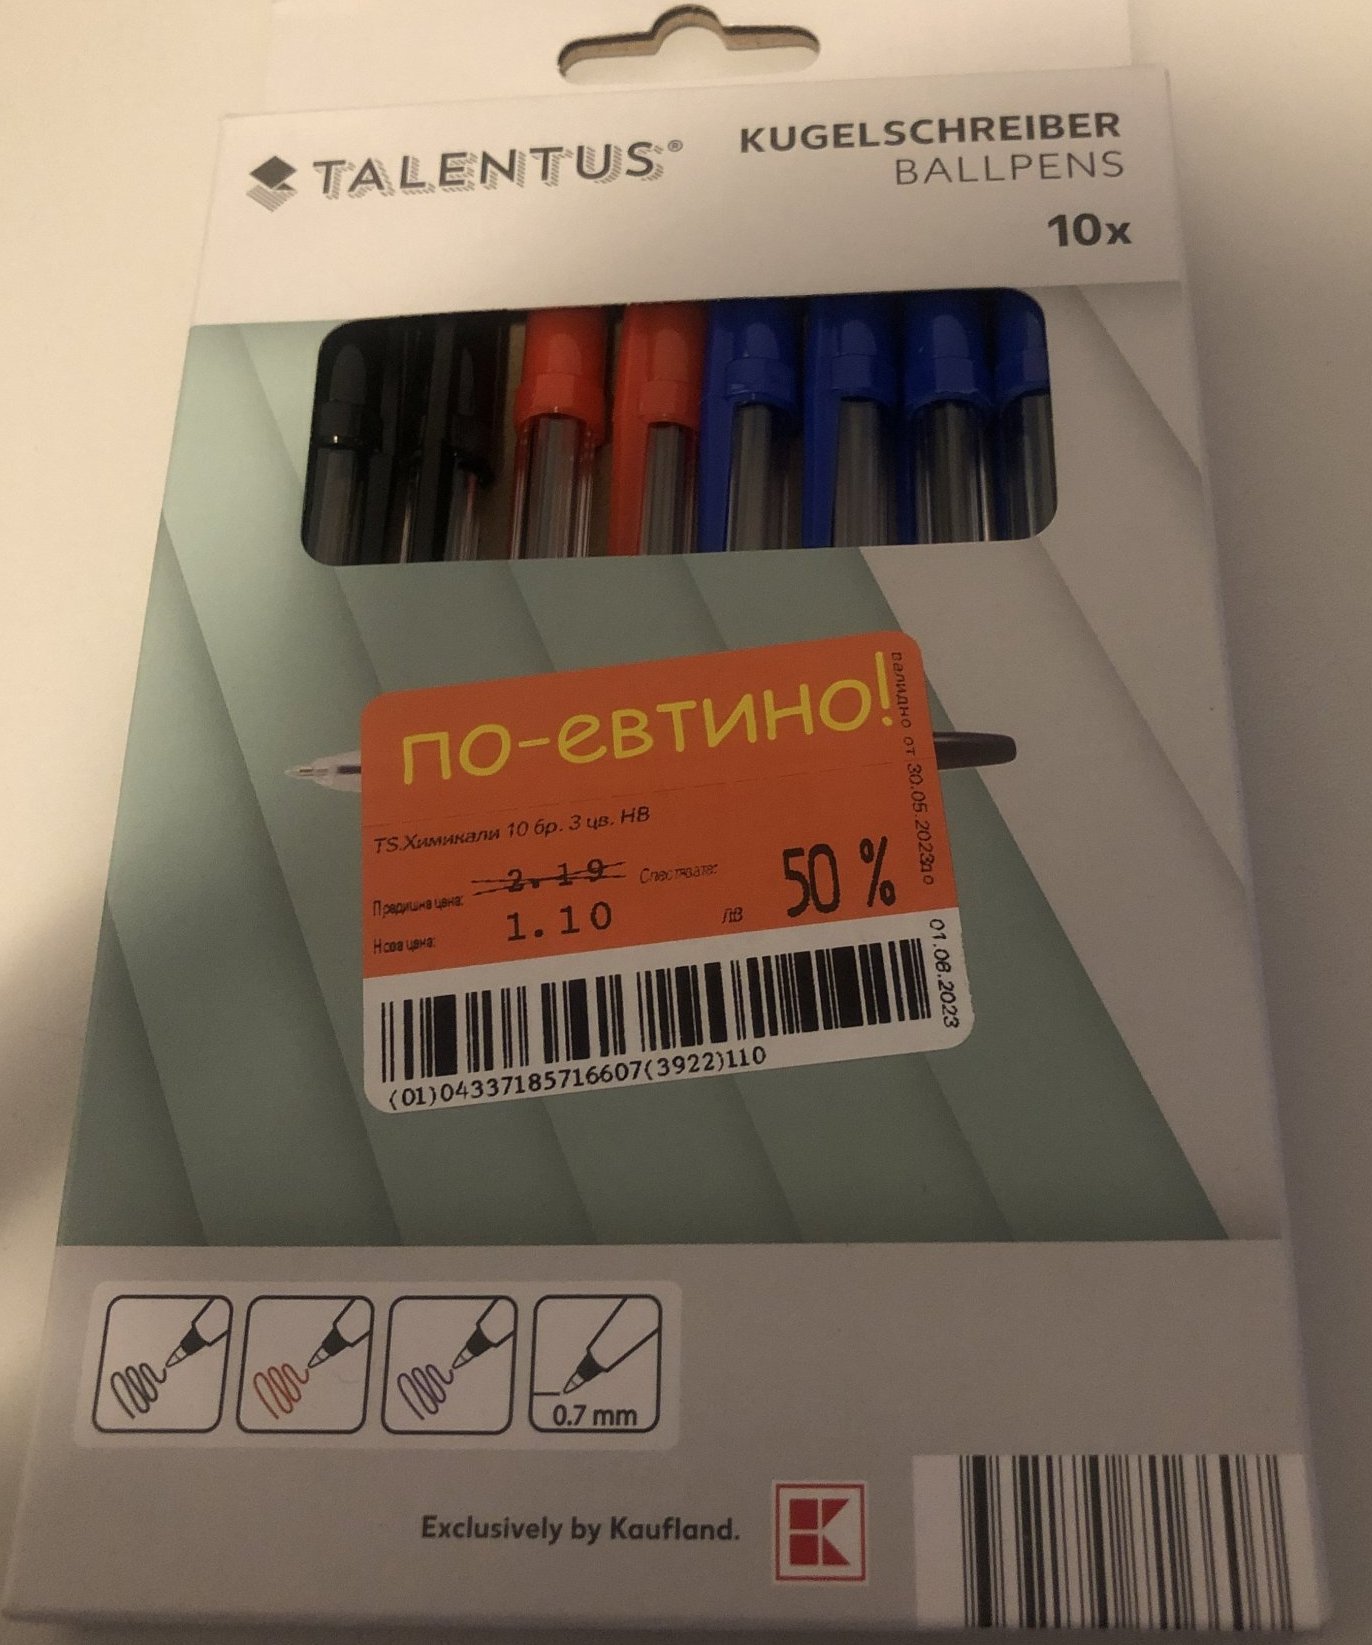 TALENTUS®
KUGELSCHREIBER
BALLPENS
10x
по-евтино!
валидно от 30.05.2023до
01.08.2023
TS.Химикали 10 бр. 3 цв. НВ
Предишна цена: 2.19 Спестявате: 50 %
Нова цена: 1.10 лв
(01)04337185716607(3922)110
0.7 mm
Exclusively by Kaufland.